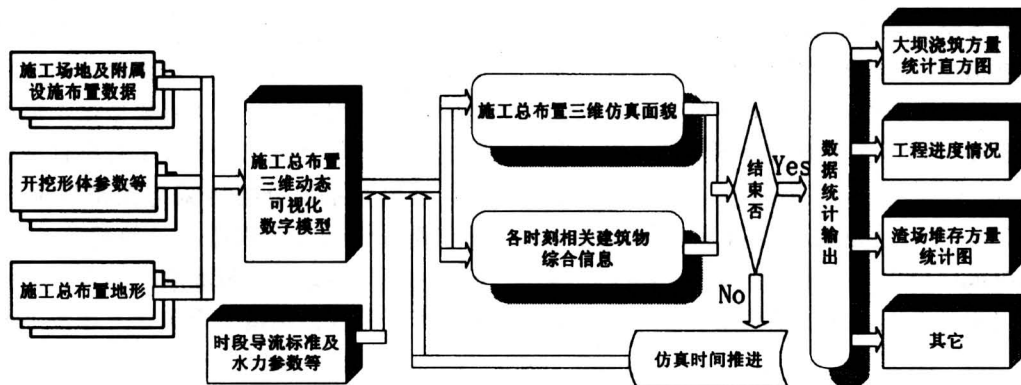 施工场地及附属
设施布置数据
开挖形体参数等
施工总布置地形
施工总布置
三维动态
可视化
数字模型
时段导流标准及
水力参数等
施工总布置三维仿真面貌
各时刻相关建筑物
综合信息
结束否
Yes
No
仿真时间推进
数据统计输出
大坝浇筑方量
统计直方图
工程进度情况
渣场堆存方量
统计图
其它